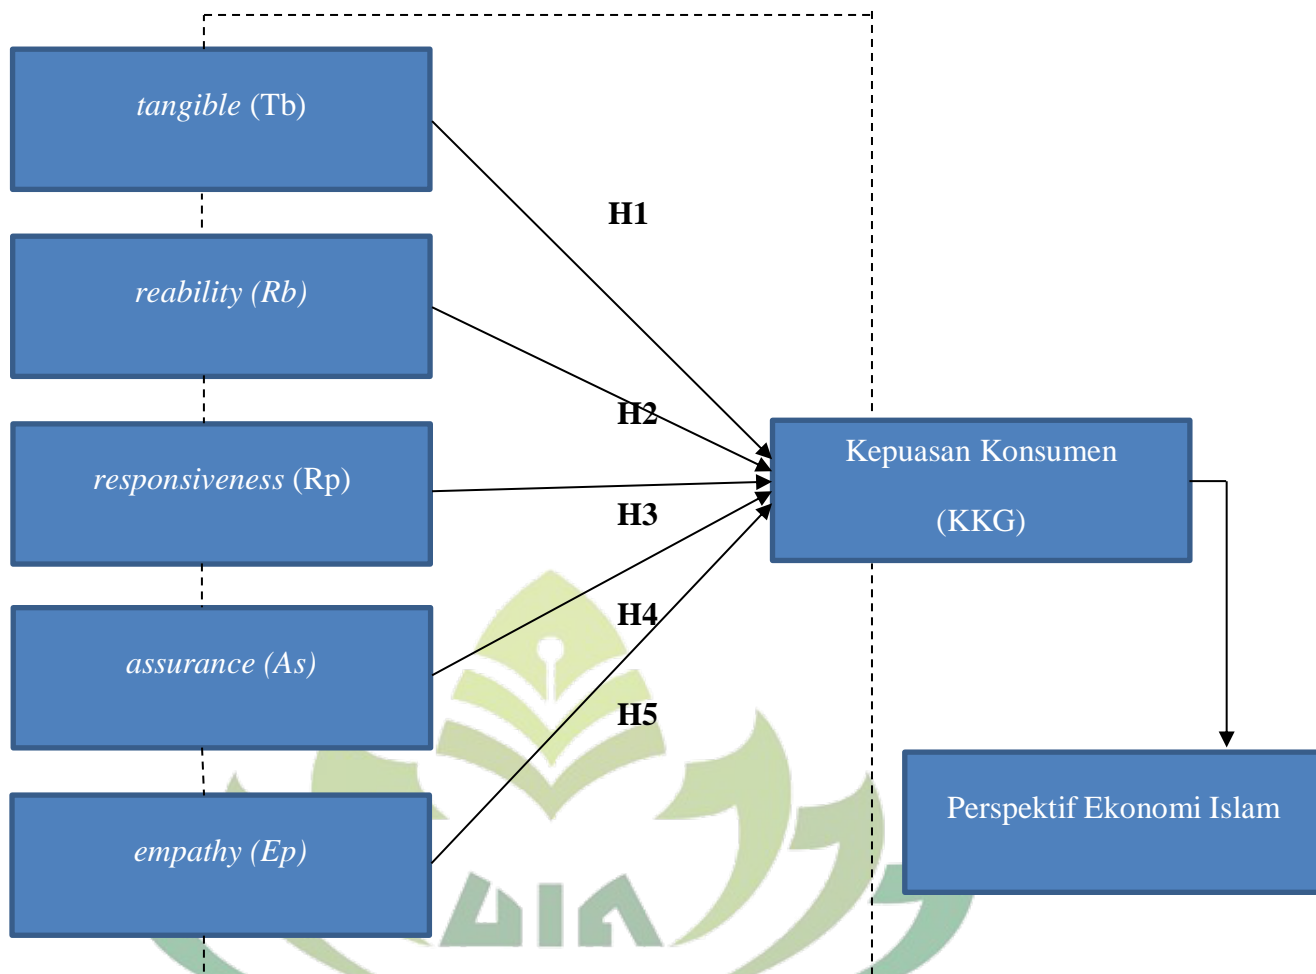 tangible (Tb)
H1
reability (Rb)
H2
Kepuasan Konsumen
(KKG)
responsiveness (Rp)
H3
H4
assurance (As)
H5
Perspektif Ekonomi Islam
empathy (Ep)
UIN